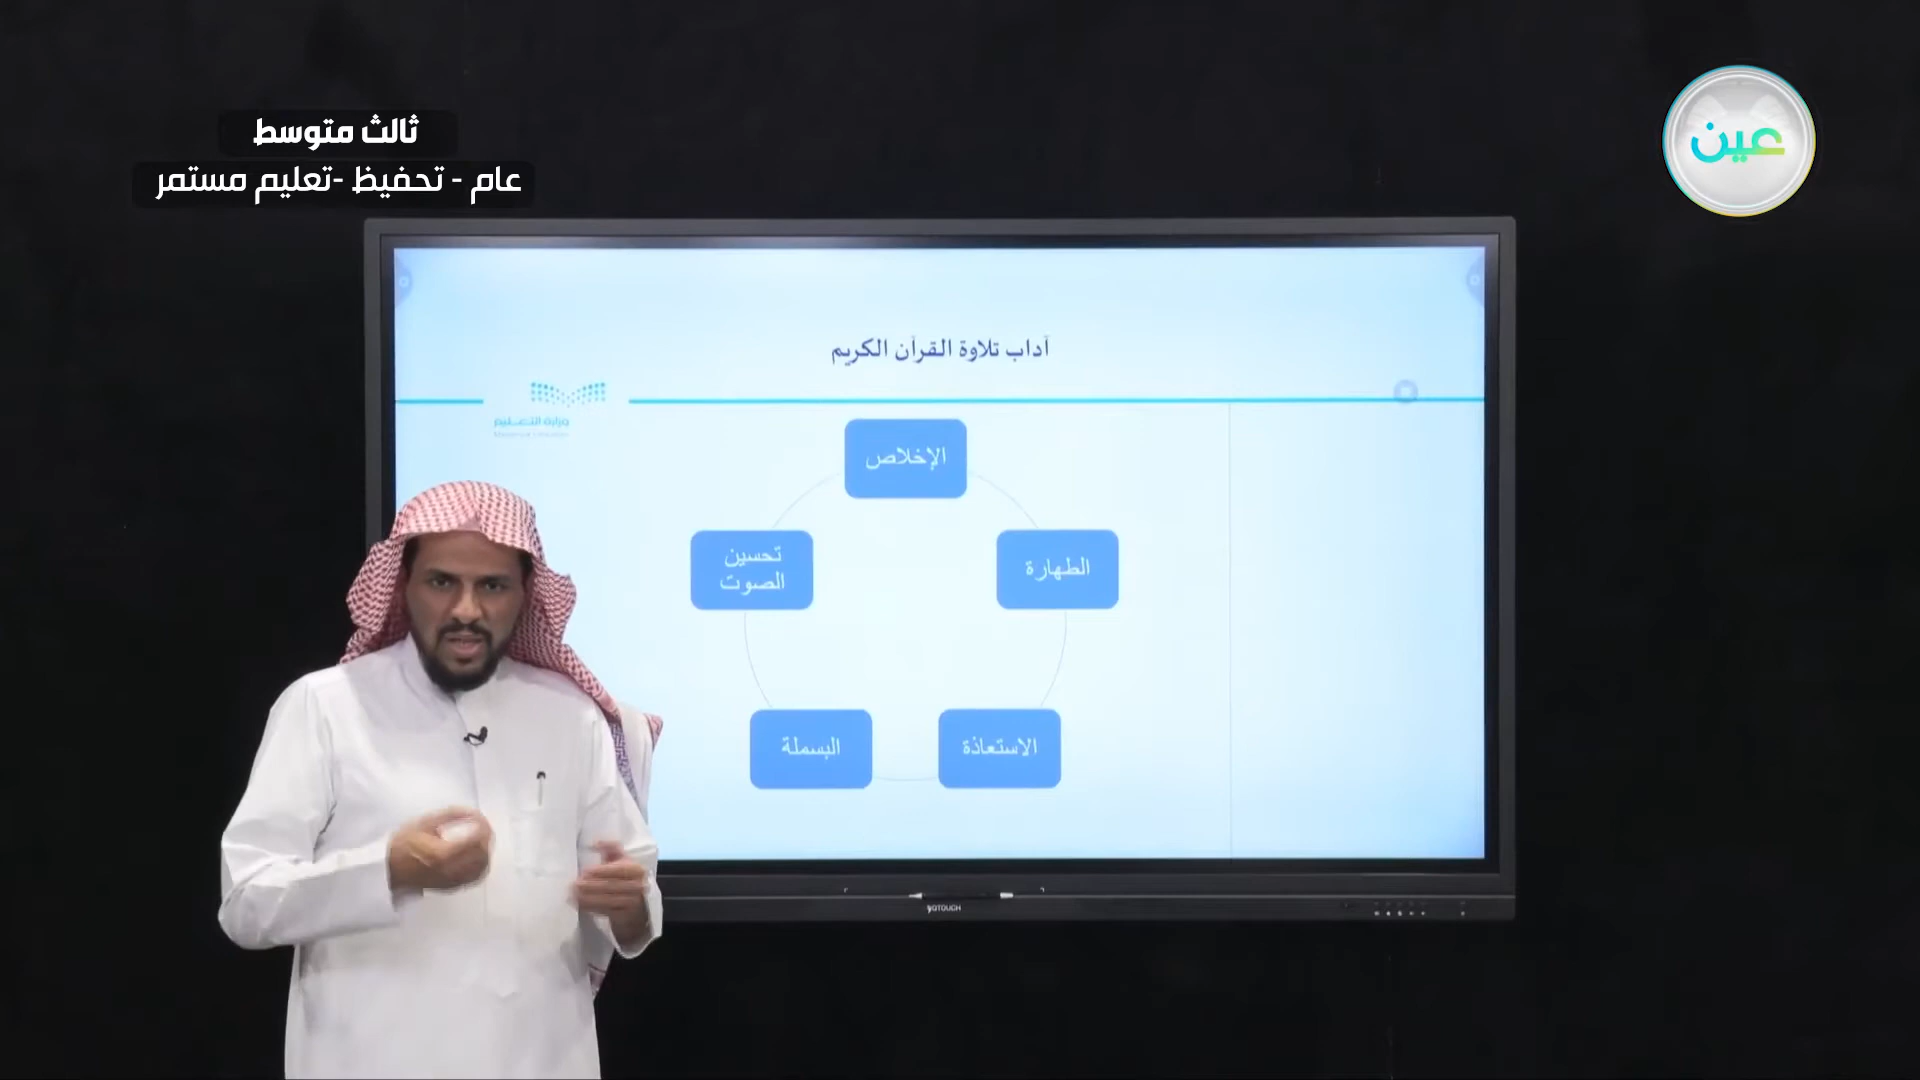 ثالث متوسط
عام - تحفيظ -تعليم مستمر
عين
آداب تلاوة القرآن الكريم
وزارة التعليم
الإخلاص
الطهارة
تحسين
الصوت
الاستعاذة
البسملة